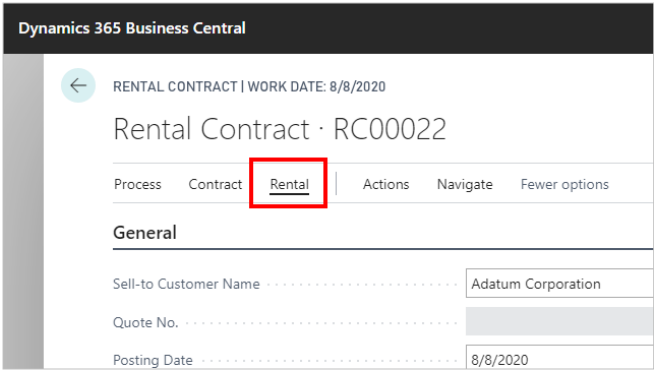 Dynamics 365 Business Central
RENTAL CONTRACT | WORK DATE: 8/8/2020
Rental Contract · RC00022
Process Contract Rental Actions Navigate Fewer options
General
Sell-to Customer Name Adatum Corporation
Quote No.
Posting Date 8/8/2020